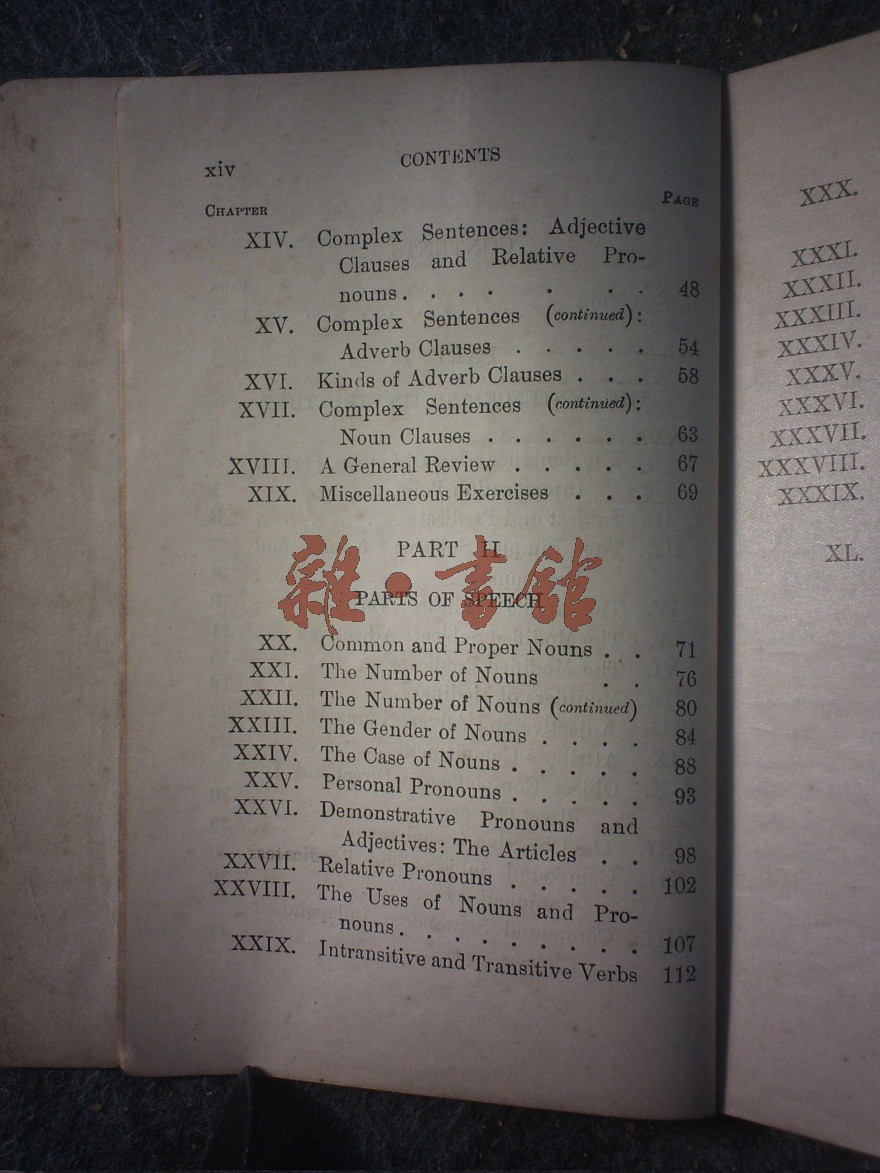 xiv
CONTENTS
CHAPTER
PAGE
XIV. Complex Sentences: Adjective
Clauses and Relative Pro-
nouns . . . . . . . 48
XV. Complex Sentences (continued):
Adverb Clauses . . . . . 54
XVI. Kinds of Adverb Clauses . . . 58
XVII. Complex Sentences (continued):
Noun Clauses . . . . . . 63
XVIII. A General Review . . . . . 67
XIX. Miscellaneous Exercises . . . 69
PART II
雜·書館
PARTS OF SPEECH
XX. Common and Proper Nouns . . 71
XXI. The Number of Nouns . . 76
XXII. The Number of Nouns (continued) 80
XXIII. The Gender of Nouns . . . . 84
XXIV. The Case of Nouns . . . . . 88
XXV. Personal Pronouns . . . . . 93
XXVI. Demonstrative Pronouns and
Adjectives: The Articles . . 98
XXVII. Relative Pronouns . . . . . 102
XXVIII. The Uses of Nouns and Pro-
nouns . . . . . . . . . 107
XXIX. Intransitive and Transitive Verbs 112
XXX.
XXXI.
XXXII.
XXXIII.
XXXIV.
XXXV.
XXXVI.
XXXVII.
XXXVIII.
XXXIX.
XL.